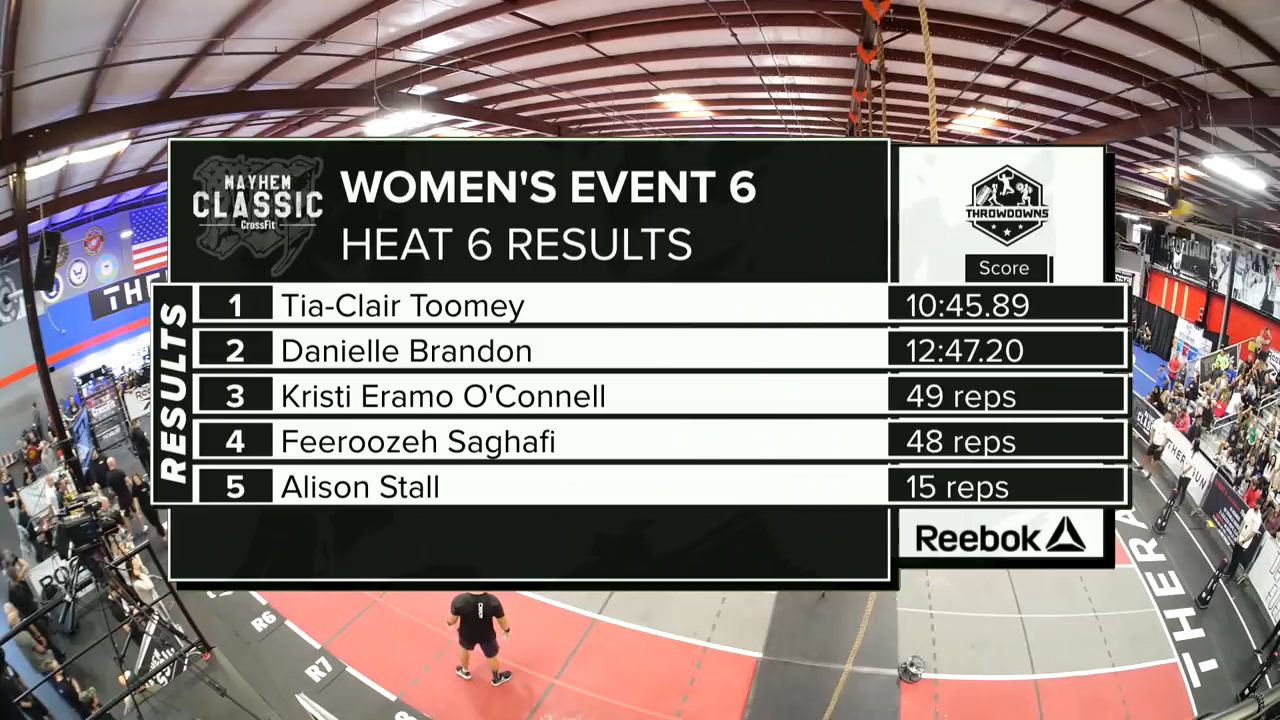 MAYHEM
CLASSIC
CrossFit
WOMEN'S EVENT 6
HEAT 6 RESULTS
THROWDOWNS
Score
RESULTS
1 Tia-Clair Toomey 10:45.89
2 Danielle Brandon 12:47.20
3 Kristi Eramo O'Connell 49 reps
4 Feeroozeh Saghafi 48 reps
5 Alison Stall 15 reps
Reebok
THE
R6
R7
THERA